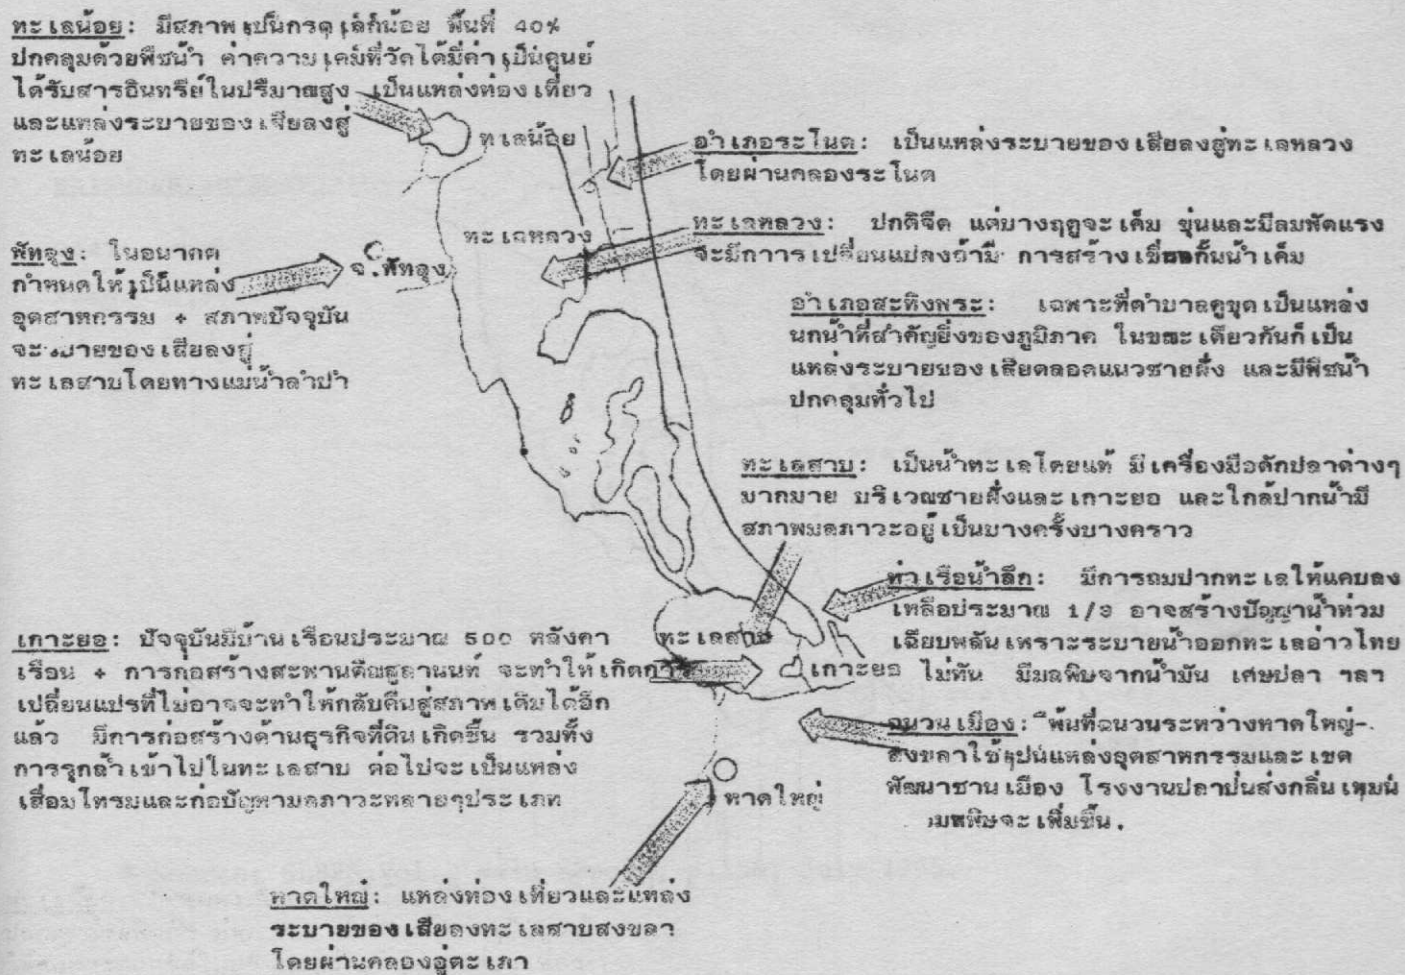 ทะเลน้อย: มีสภาพเป็นกรดเล็กน้อย พื้นที่ 40%
ปกคลุมด้วยพืชน้ำ ค่าความเค็มที่วัดได้มีค่าเป็นศูนย์
ได้รับสารอินทรีย์ในปริมาณสูง เป็นแหล่งท่องเที่ยว
และแหล่งระบายของเสียลงสู่
ทะเลน้อย
ทเลน้อย
อำเภอระโนด: เป็นแหล่งระบายของเสียลงสู่ทะเลหลวง
โดยผ่านคลองระโนด
ทะเลหลวง
ทะเลหลวง: ปกติจืด แต่บางฤดูจะเค็ม ขุ่นและมีลมพัดแรง
จะมีการเปลี่ยนแปลงถ้ามี การสร้างเขื่อนกั้นน้ำเค็ม
พัทลุง: ในอนาคต
กำหนดให้เป็นแหล่ง
อุตสาหกรรม + สภาพปัจจุบัน
จะระบายของเสียลงสู่
ทะเลสาบโดยทางแม่น้ำลำปำ
จ.พัทลุง
อำเภอสะทิงพระ: เฉพาะที่ตำบลคูขุดเป็นแหล่ง
นกน้ำที่สำคัญยิ่งของภูมิภาค ในขณะเดียวกันก็เป็น
แหล่งระบายของเสียตลอดแนวชายฝั่ง และมีพืชน้ำ
ปกคลุมทั่วไป
ทะเลสาบ: เป็นน้ำทะเลโดยแท้ มีเครื่องมือดักปลาต่างๆ
มากมาย บริเวณชายฝั่งและเกาะยอ และใกล้ปากน้ำมี
สภาพมลภาวะอยู่เป็นบางครั้งบางคราว
ท่าเรือน้ำลึก: มีการถมปากทะเลให้แคบลง
เหลือประมาณ 1/3 อาจสร้างปัญญาน้ำท่วม
เฉียบพลันเพราะระบายน้ำออกทะเลอ่าวไทย
ไม่ทัน มีมลพิษจากน้ำมัน เศษปลา ฯลฯ
ทะเลสาบ
เกาะยอ
เกาะยอ: ปัจจุบันมีบ้านเรือนประมาณ 500 หลังคา
เรือน + การก่อสร้างสะพานติณสูลานนท์ จะทำให้เกิดการ
เปลี่ยนแปรที่ไม่อาจจะทำให้กลับคืนสู่สภาพเดิมได้อีก
แล้ว มีการก่อสร้างด้านธุรกิจที่ดินเกิดขึ้น รวมทั้ง
การรุกล้ำเข้าไปในทะเลสาบ ต่อไปจะเป็นแหล่ง
เสื่อมโทรมและก่อปัญหามลภาวะหลายๆประเภท
ฉนวนเมือง: พื้นที่ฉนวนระหว่างหาดใหญ่-
สงขลาใช้เป็นแหล่งอุตสาหกรรมและเขต
พัฒนาชานเมือง โรงงานปลาป่นส่งกลิ่นเหม็น
มลพิษจะเพิ่มขึ้น.
หาดใหญ่
หาดใหญ่: แหล่งท่องเที่ยวและแหล่ง
ระบายของเสียลงทะเลสาบสงขลา
โดยผ่านคลองอู่ตะเภา